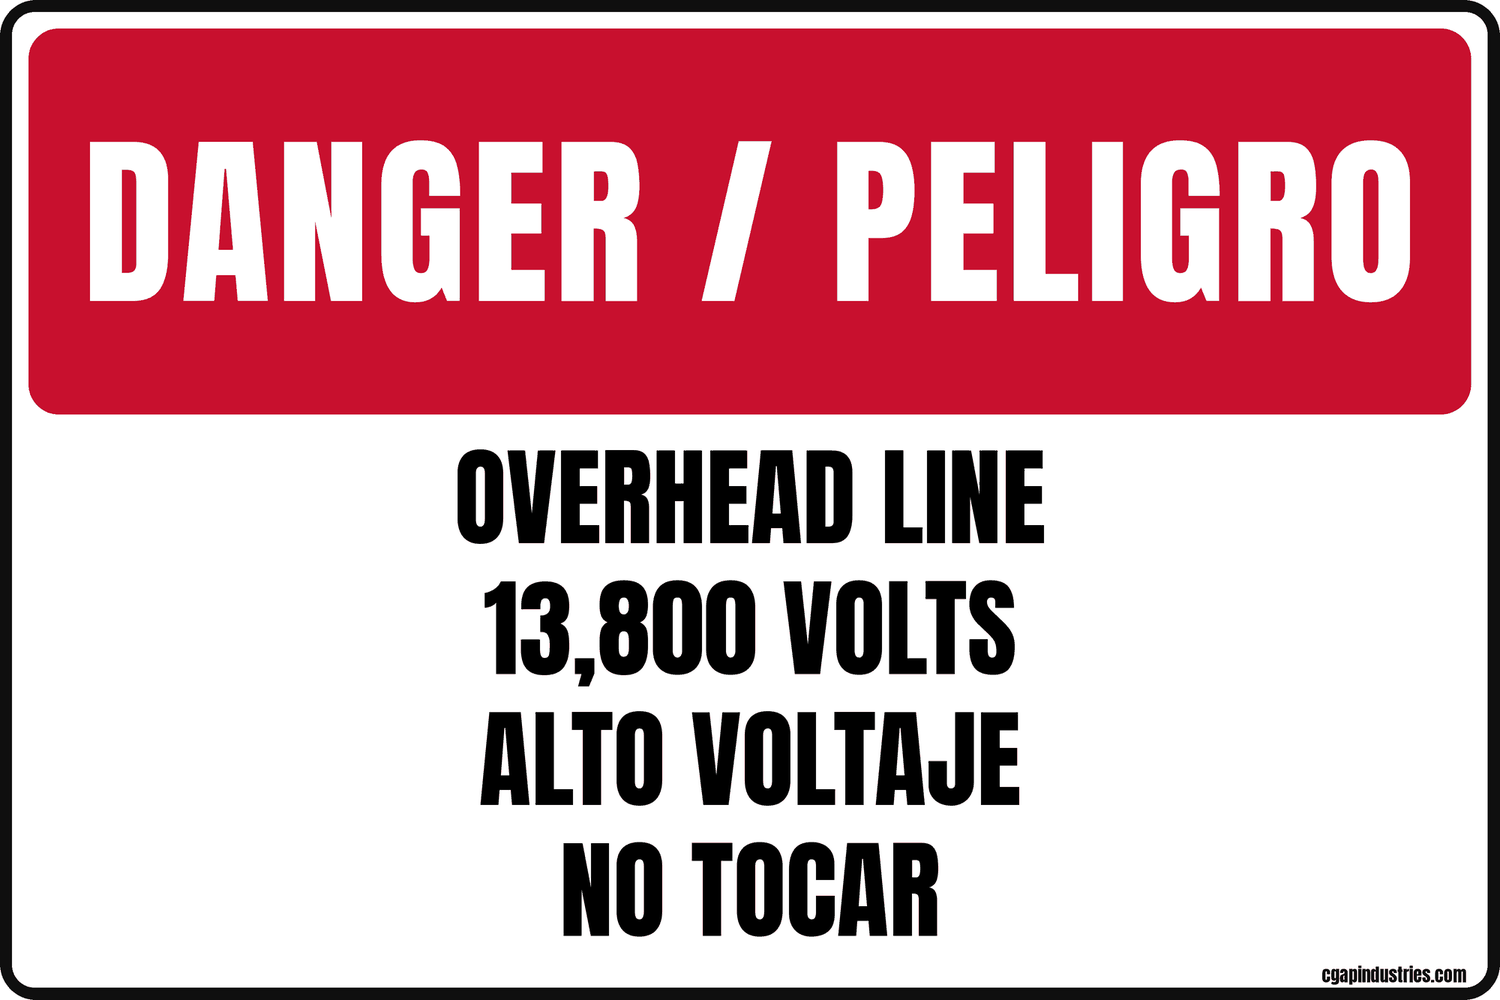 DANGER / PELIGRO
OVERHEAD LINE
13,800 VOLTS
ALTO VOLTAJE
NO TOCAR
cgapindustries.com